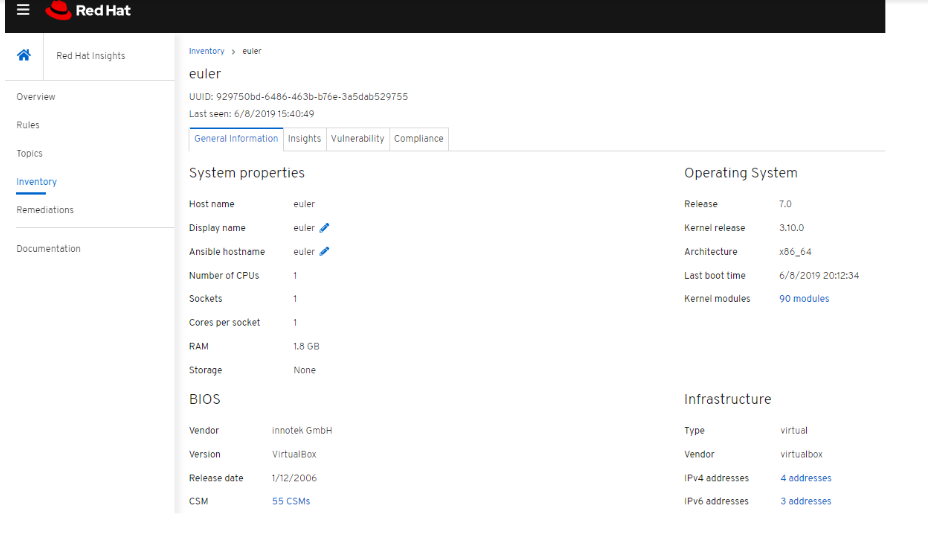 Red Hat
Red Hat Insights
Overview
Rules
Topics
Inventory
Remediations
Documentation
Inventory > euler
euler
UUID: 929750bd-6486-463b-b76e-3a5dab529755
Last seen: 6/8/2019 15:40:49
General Information Insights Vulnerability Compliance
System properties
Host name euler
Display name euler
Ansible hostname euler
Number of CPUs 1
Sockets 1
Cores per socket 1
RAM 1.8 GB
Storage None
Operating System
Release 7.0
Kernel release 3.10.0
Architecture x86_64
Last boot time 6/8/2019 20:12:34
Kernel modules 90 modules
BIOS
Vendor innotek GmbH
Version VirtualBox
Release date 1/12/2006
CSM 55 CSMs
Infrastructure
Type virtual
Vendor virtualbox
IPv4 addresses 4 addresses
IPv6 addresses 3 addresses